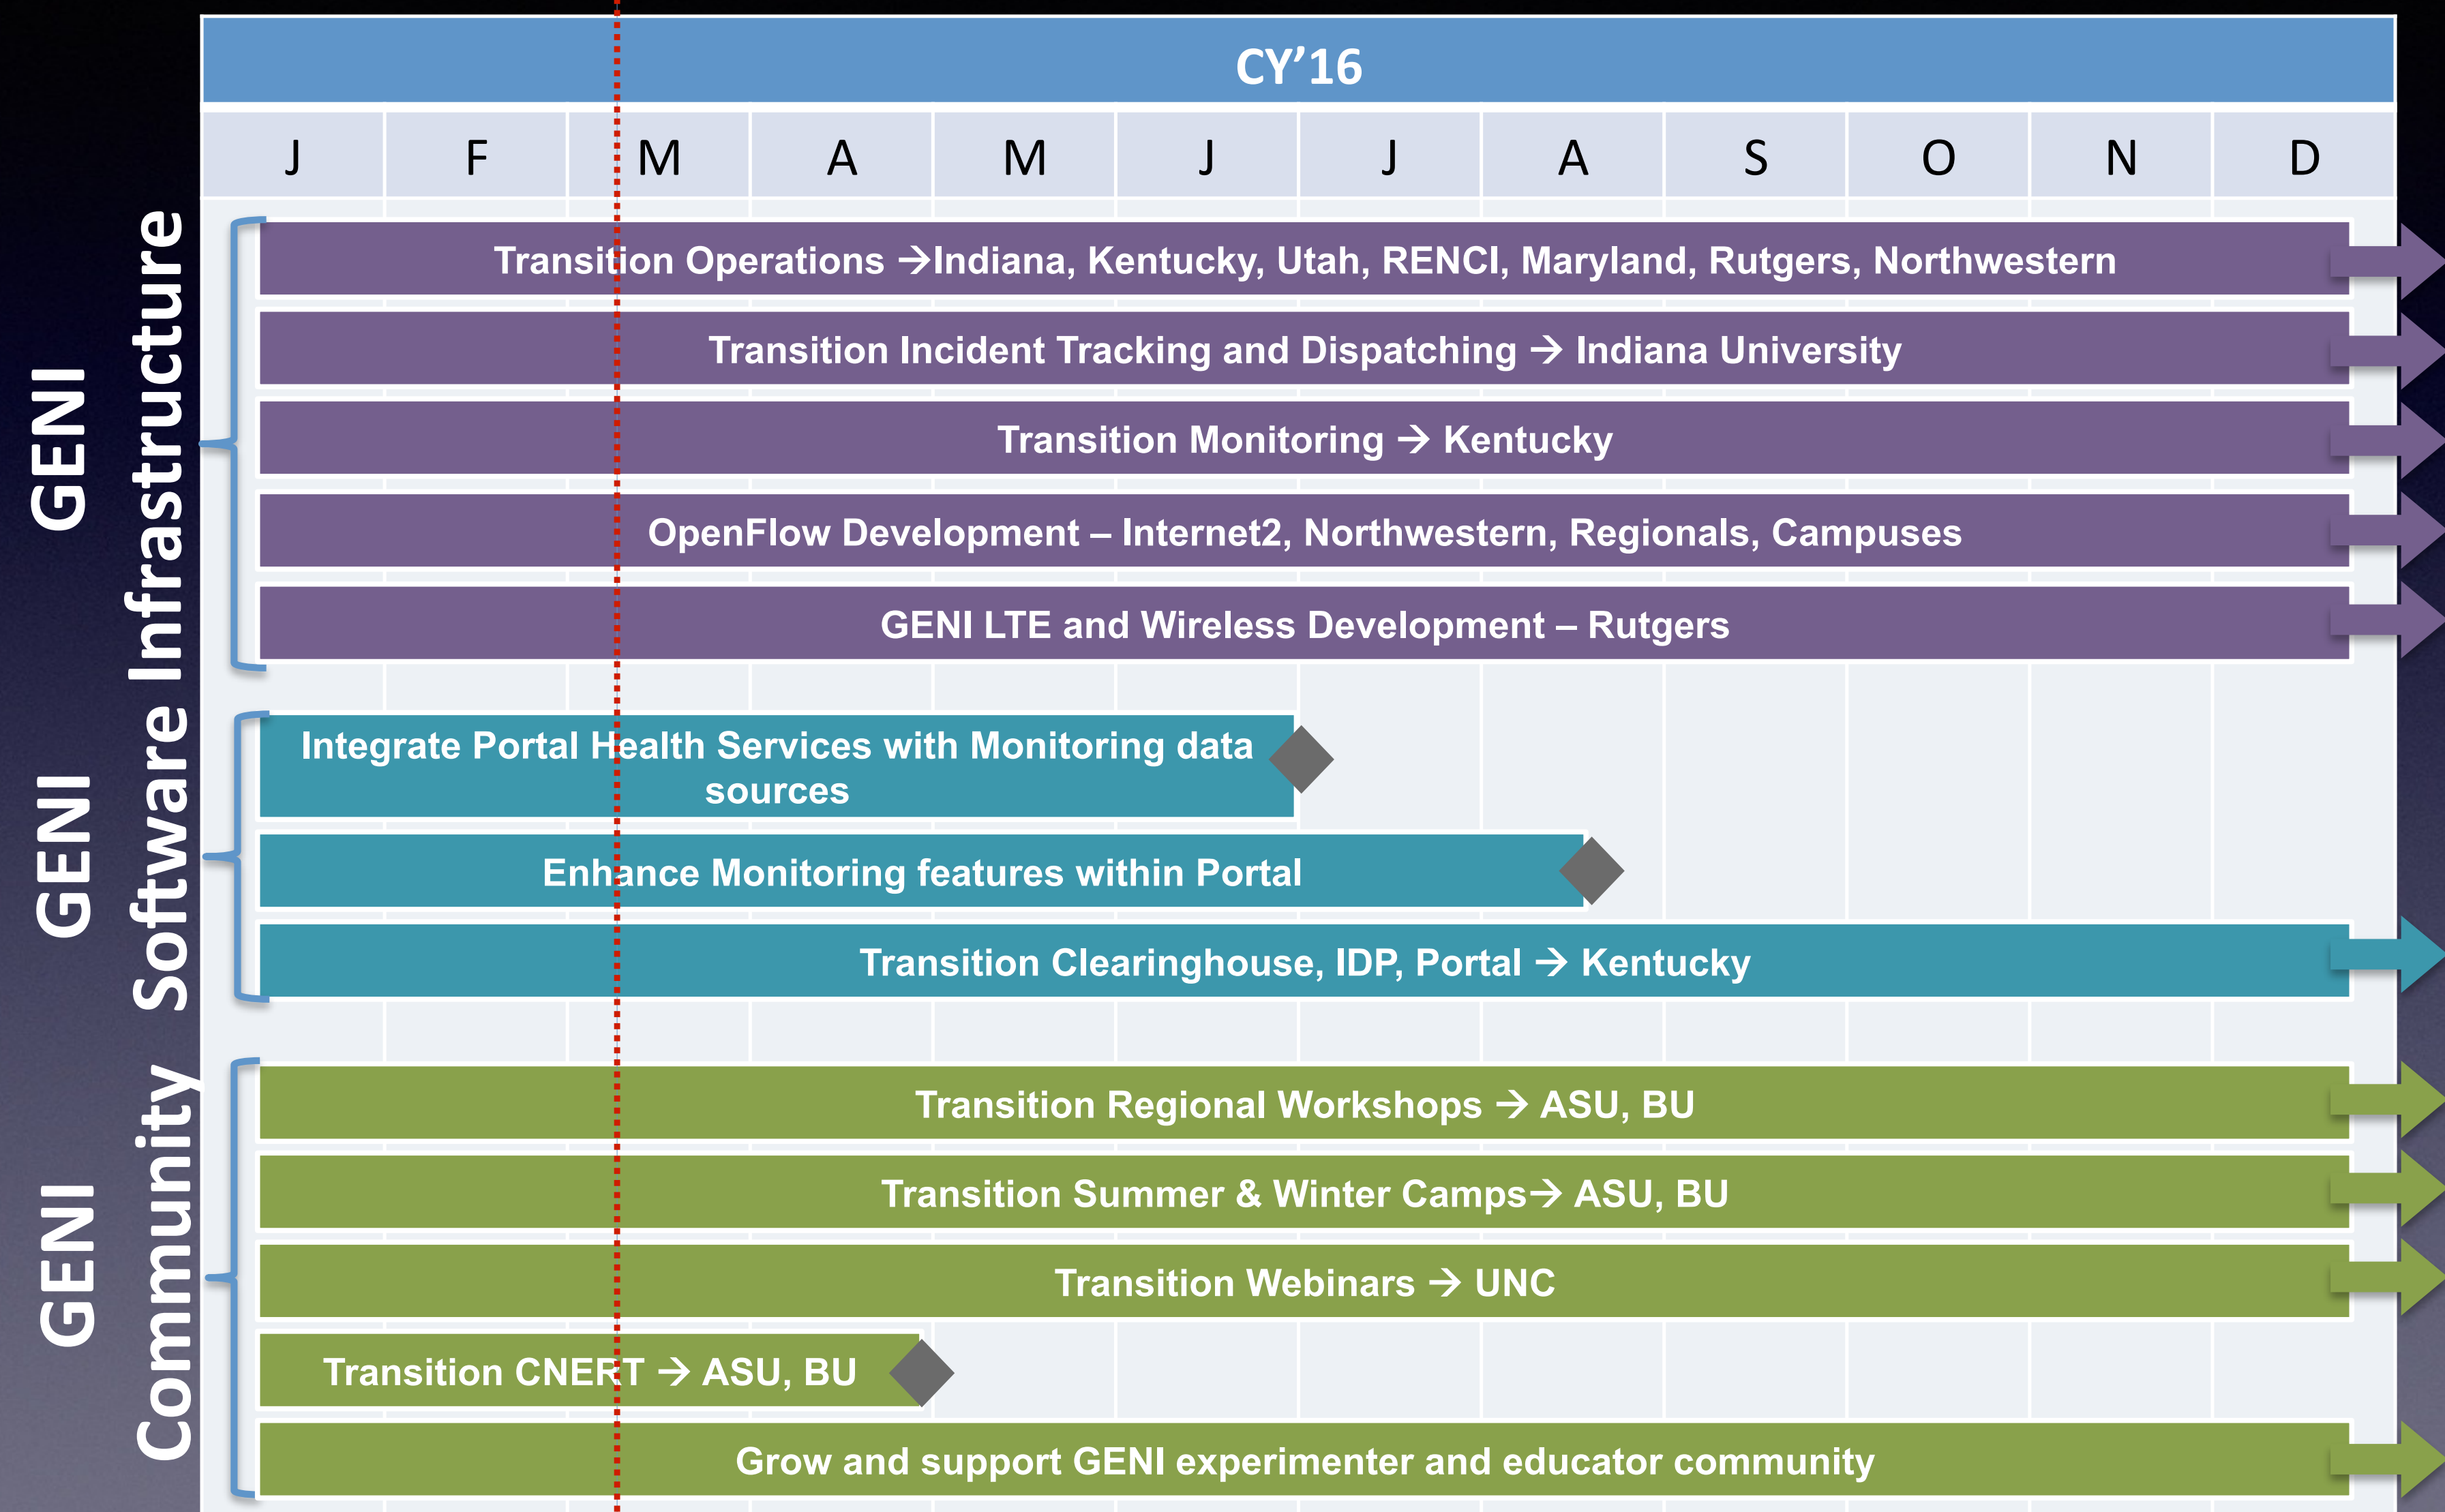 CY’16
J F M A M J J A S O N D
GENI
Infrastructure
Transition Operations →Indiana, Kentucky, Utah, RENCI, Maryland, Rutgers, Northwestern
Transition Incident Tracking and Dispatching → Indiana University
Transition Monitoring → Kentucky
OpenFlow Development – Internet2, Northwestern, Regionals, Campuses
GENI LTE and Wireless Development – Rutgers
GENI
Software
Integrate Portal Health Services with Monitoring data
sources
Enhance Monitoring features within Portal
Transition Clearinghouse, IDP, Portal → Kentucky
GENI
Community
Transition Regional Workshops → ASU, BU
Transition Summer & Winter Camps→ ASU, BU
Transition Webinars → UNC
Transition CNERT → ASU, BU
Grow and support GENI experimenter and educator community